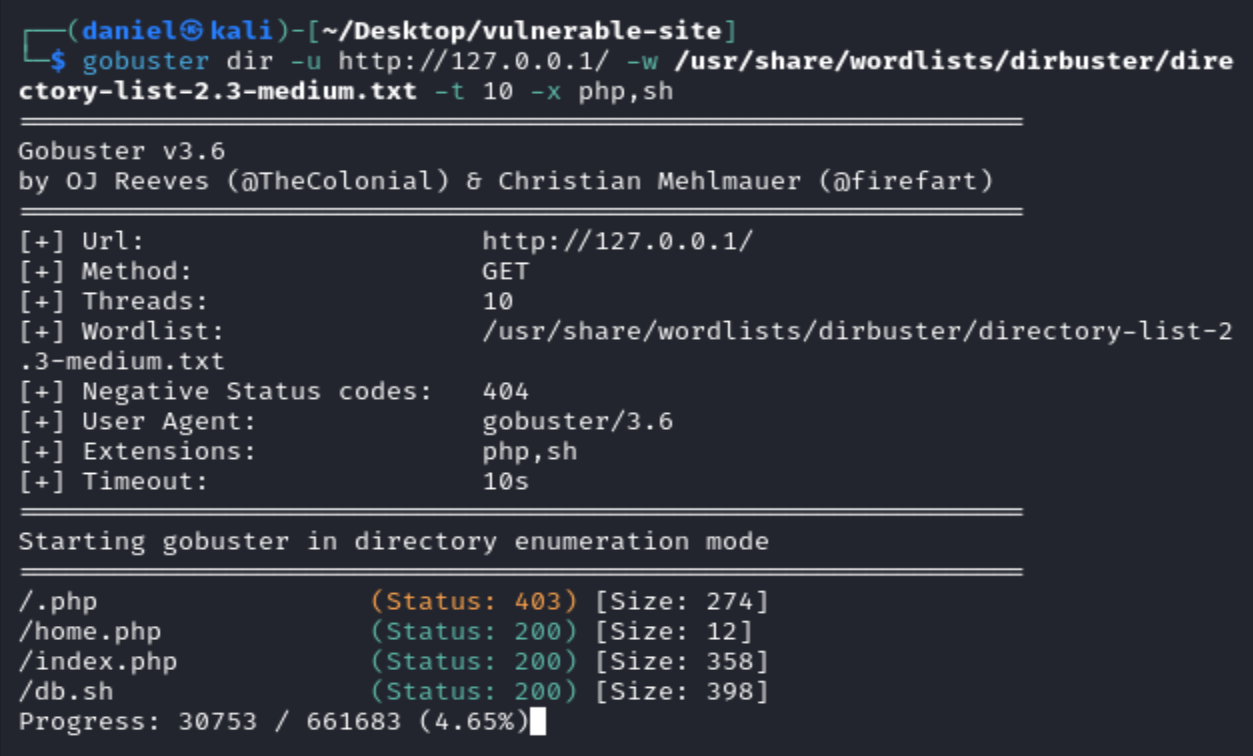 ┌──(daniel㉿kali)-[~/Desktop/vulnerable-site]
└─$ gobuster dir -u http://127.0.0.1/ -w /usr/share/wordlists/dirbuster/dire
ctory-list-2.3-medium.txt -t 10 -x php,sh
===============================================================
Gobuster v3.6
by OJ Reeves (@TheColonial) & Christian Mehlmauer (@firefart)
===============================================================
[+] Url:                     http://127.0.0.1/
[+] Method:                  GET
[+] Threads:                 10
[+] Wordlist:                /usr/share/wordlists/dirbuster/directory-list-2
.3-medium.txt
[+] Negative Status codes:   404
[+] User Agent:              gobuster/3.6
[+] Extensions:              php,sh
[+] Timeout:                 10s
===============================================================
Starting gobuster in directory enumeration mode
===============================================================
/.php                 (Status: 403) [Size: 274]
/home.php             (Status: 200) [Size: 12]
/index.php            (Status: 200) [Size: 358]
/db.sh                (Status: 200) [Size: 398]
Progress: 30753 / 661683 (4.65%)